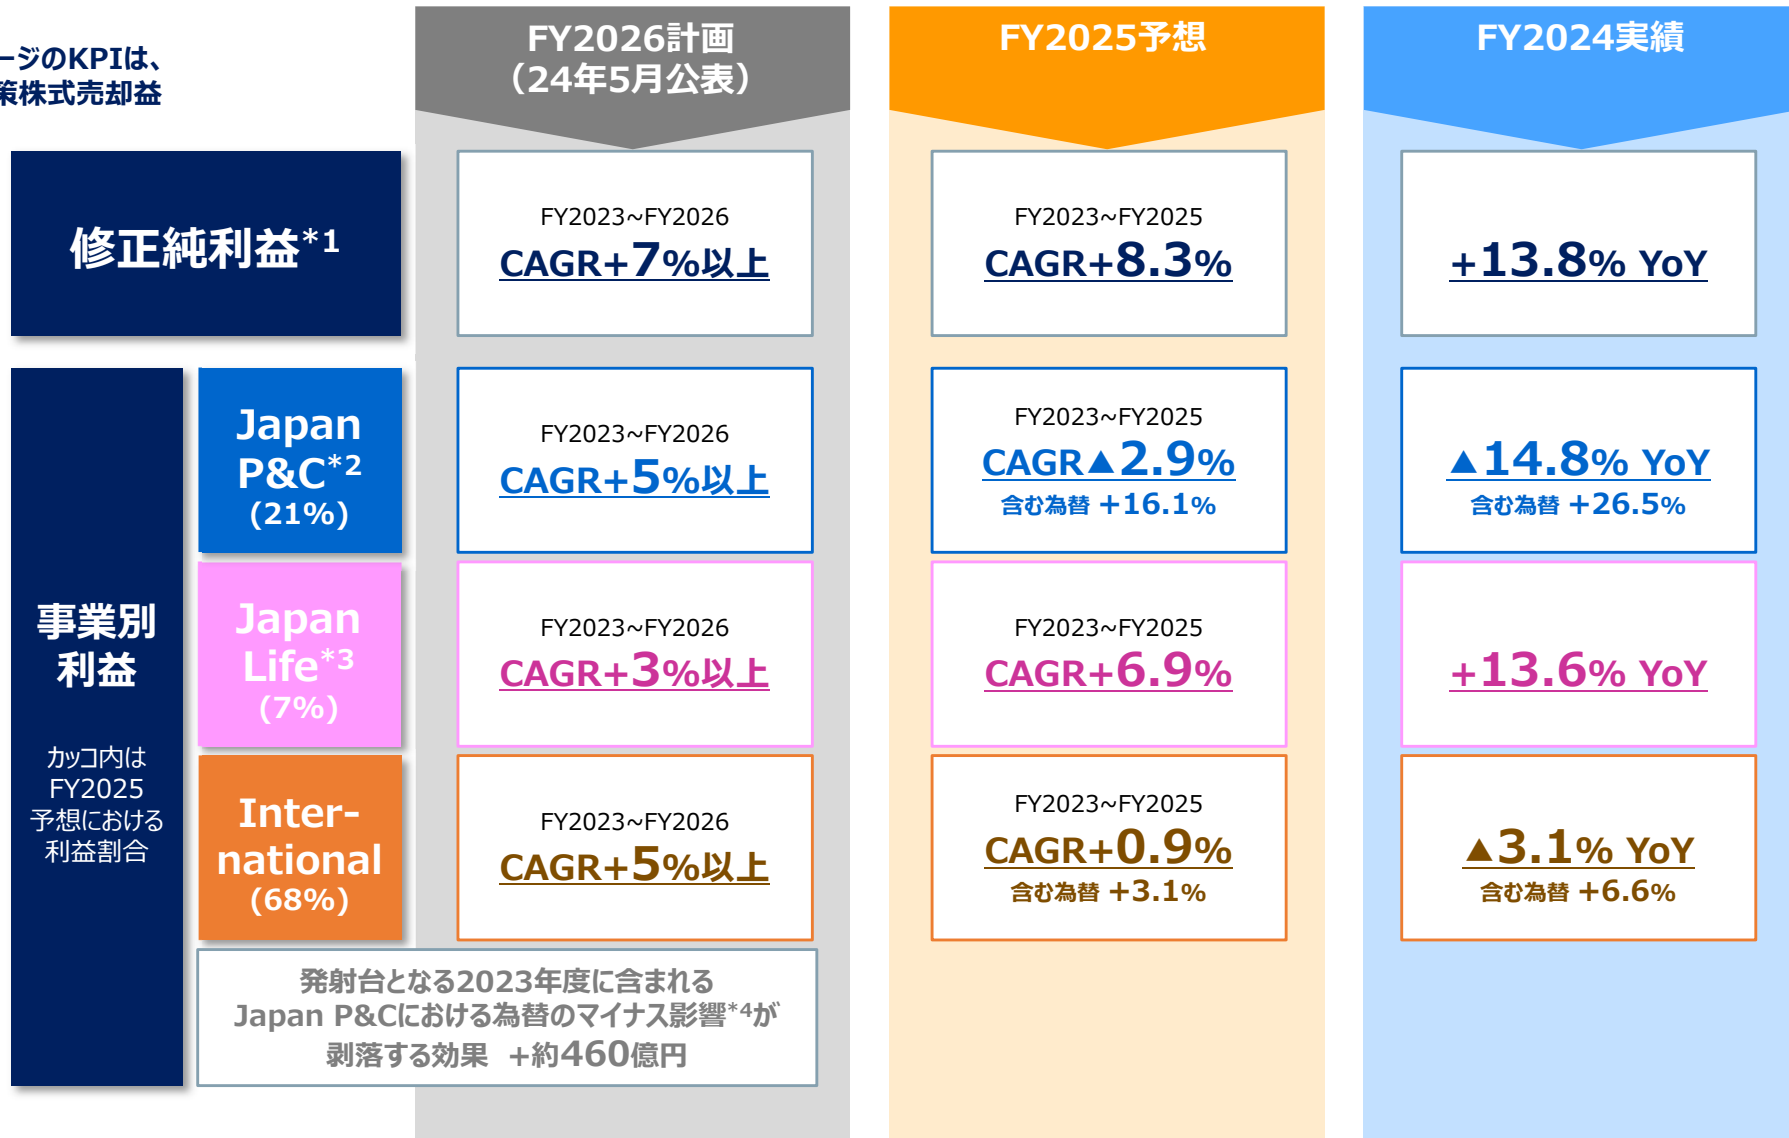 ージのKPIは、
策株式売却益
FY2026計画
（24年5月公表）
FY2025予想
FY2024実績
修正純利益*1
FY2023~FY2026
CAGR+7%以上
FY2023~FY2025
CAGR+8.3%
+13.8% YoY
事業別
利益
カッコ内は
FY2025
予想における
利益割合
Japan
P&C*2
(21%)
FY2023~FY2026
CAGR+5%以上
FY2023~FY2025
CAGR▲2.9%
含む為替 +16.1%
▲14.8% YoY
含む為替 +26.5%
Japan
Life*3
(7%)
FY2023~FY2026
CAGR+3%以上
FY2023~FY2025
CAGR+6.9%
+13.6% YoY
Inter-
national
(68%)
FY2023~FY2026
CAGR+5%以上
FY2023~FY2025
CAGR+0.9%
含む為替 +3.1%
▲3.1% YoY
含む為替 +6.6%
発射台となる2023年度に含まれる
Japan P&Cにおける為替のマイナス影響*4が
剥落する効果 +約460億円